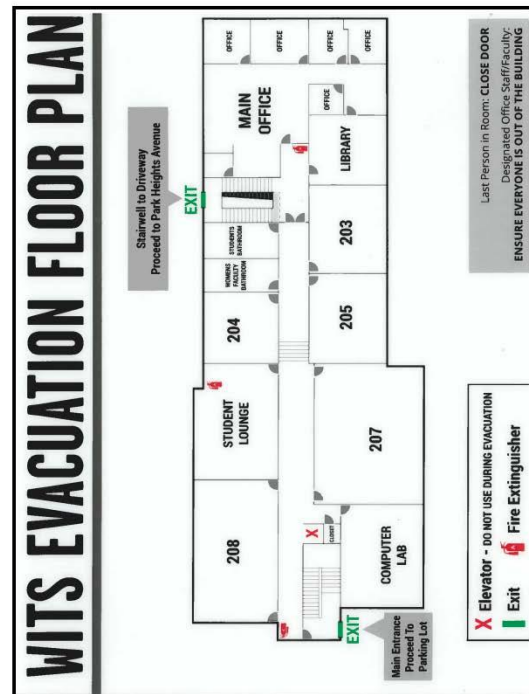 WITS EVACUATION FLOOR PLAN
Stairwell to Driveway
Proceed to Park Heights Avenue
EXIT
OFFICE
OFFICE
OFFICE
OFFICE
MAIN
OFFICE
OFFICE
LIBRARY
STUDENTS
BATHROOM
WOMENS
FACULTY
BATHROOM
203
204
205
STUDENT
LOUNGE
207
208
X
CLOSET
COMPUTER
LAB
EXIT
Main Entrance
Proceed To
Parking Lot
X Elevator - DO NOT USE DURING EVACUATION
Exit
Fire Extinguisher
Last Person in Room: CLOSE DOOR
Designated Office Staff/Faculty:
ENSURE EVERYONE IS OUT OF THE BUILDING